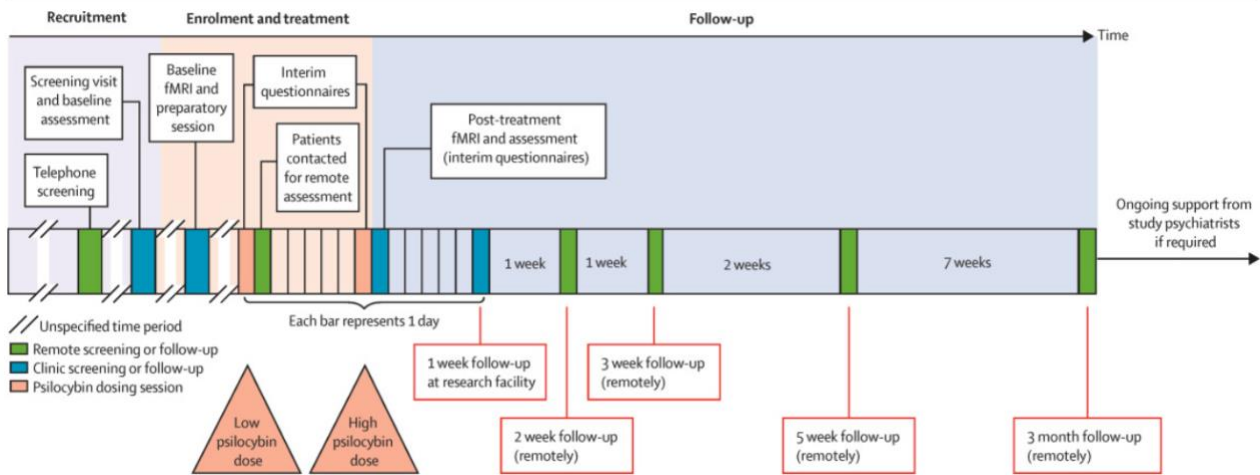 Recruitment
Enrolment and treatment
Follow-up
Time
Screening visit
and baseline
assessment
Telephone
screening
Baseline
fMRI and
preparatory
session
Interim
questionnaires
Patients
contacted
for remote
assessment
Post-treatment
fMRI and assessment
(interim questionnaires)
Ongoing support from
study psychiatrists
if required
1 week
1 week
2 weeks
7 weeks
Each bar represents 1 day
Unspecified time period
Remote screening or follow-up
Clinic screening or follow-up
Psilocybin dosing session
Low
psilocybin
dose
High
psilocybin
dose
1 week follow-up
at research facility
2 week follow-up
(remotely)
3 week follow-up
(remotely)
5 week follow-up
(remotely)
3 month follow-up
(remotely)